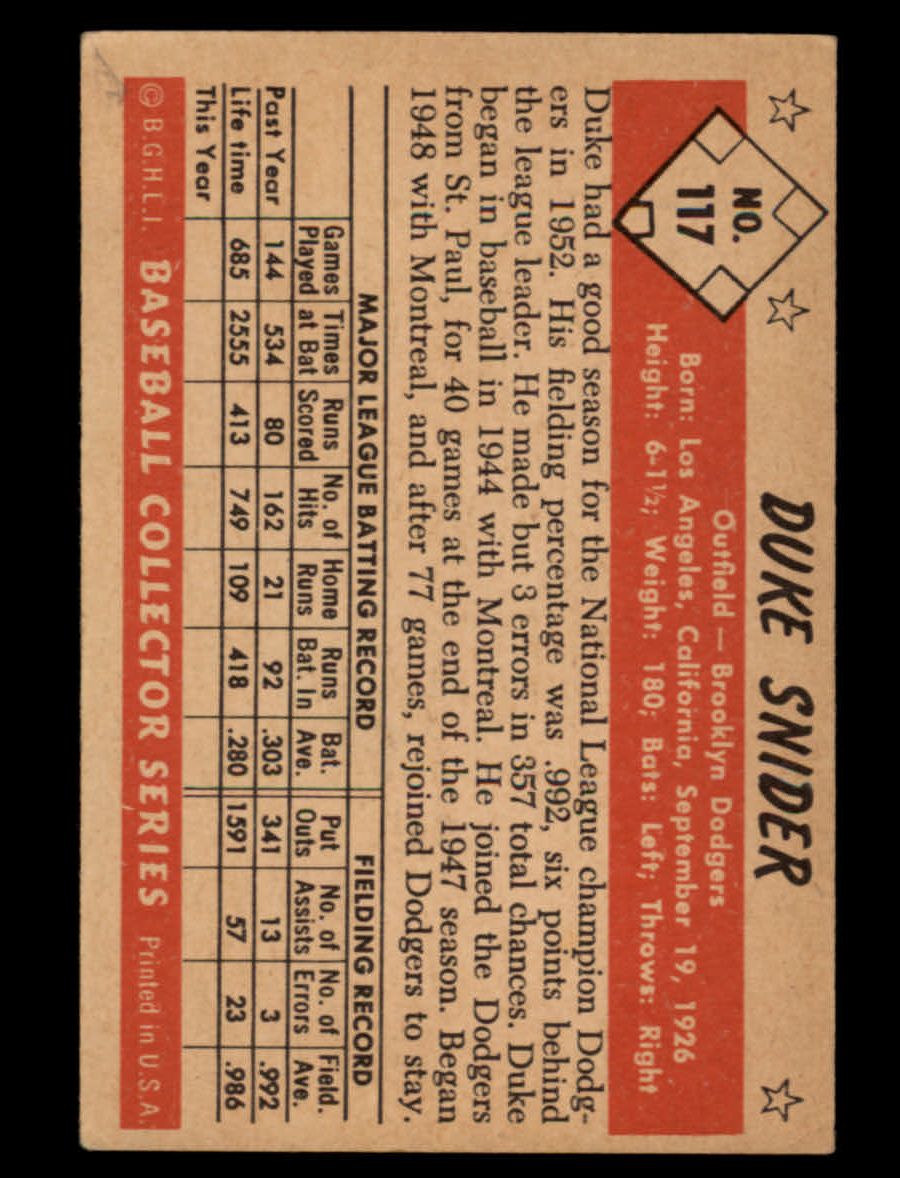 DUKE SNIDER
NO.
117
Outfield — Brooklyn Dodgers
Born: Los Angeles, California, September 19, 1926
Height: 6-1½; Weight: 180; Bats: Left; Throws: Right
Duke had a good season for the National League champion Dodg-
ers in 1952. His fielding percentage was .992, six points behind
the league leader. He made but 3 errors in 357 total chances. Duke
began in baseball in 1944 with Montreal. He joined the Dodgers
from St. Paul, for 40 games at the end of the 1947 season. Began
1948 with Montreal, and after 77 games, rejoined Dodgers to stay.
MAJOR LEAGUE BATTING RECORD FIELDING RECORD
Games Times Runs No. of Home Runs Bat. Put No. of No. of Field.
Played at Bat Scored Hits Runs Bat. In Ave. Outs Assists Errors Ave.
Past Year 144 534 80 162 21 92 .303 341 13 3 .992
Life time 685 2555 413 749 109 418 .280 1591 57 23 .986
This Year
© B.G.H.L.I. BASEBALL COLLECTOR SERIES Printed in U.S.A.